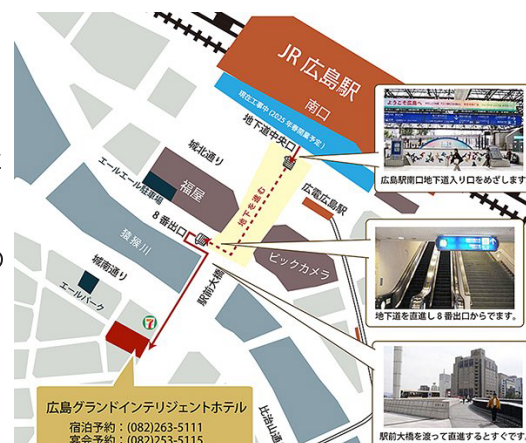 JR 広島駅
南口
現在工事中(2025年春開業予定)
地下道中央口
ようこそ広島へ
広島駅南口地下道入り口をめざします
城北通り
エールエール駐車場
福屋
地下を進む
広電広島駅
8 番出口
猿猴川
ビックカメラ
地下道を直進し 8 番出口からでます。
城南通り
エールパーク
駅前大橋
7
駅前大橋を渡って直進するとすぐです
比治山通
広島グランドインテリジェントホテル
宿泊予約:(082)263-5111
宴会予約:(082)253-5115